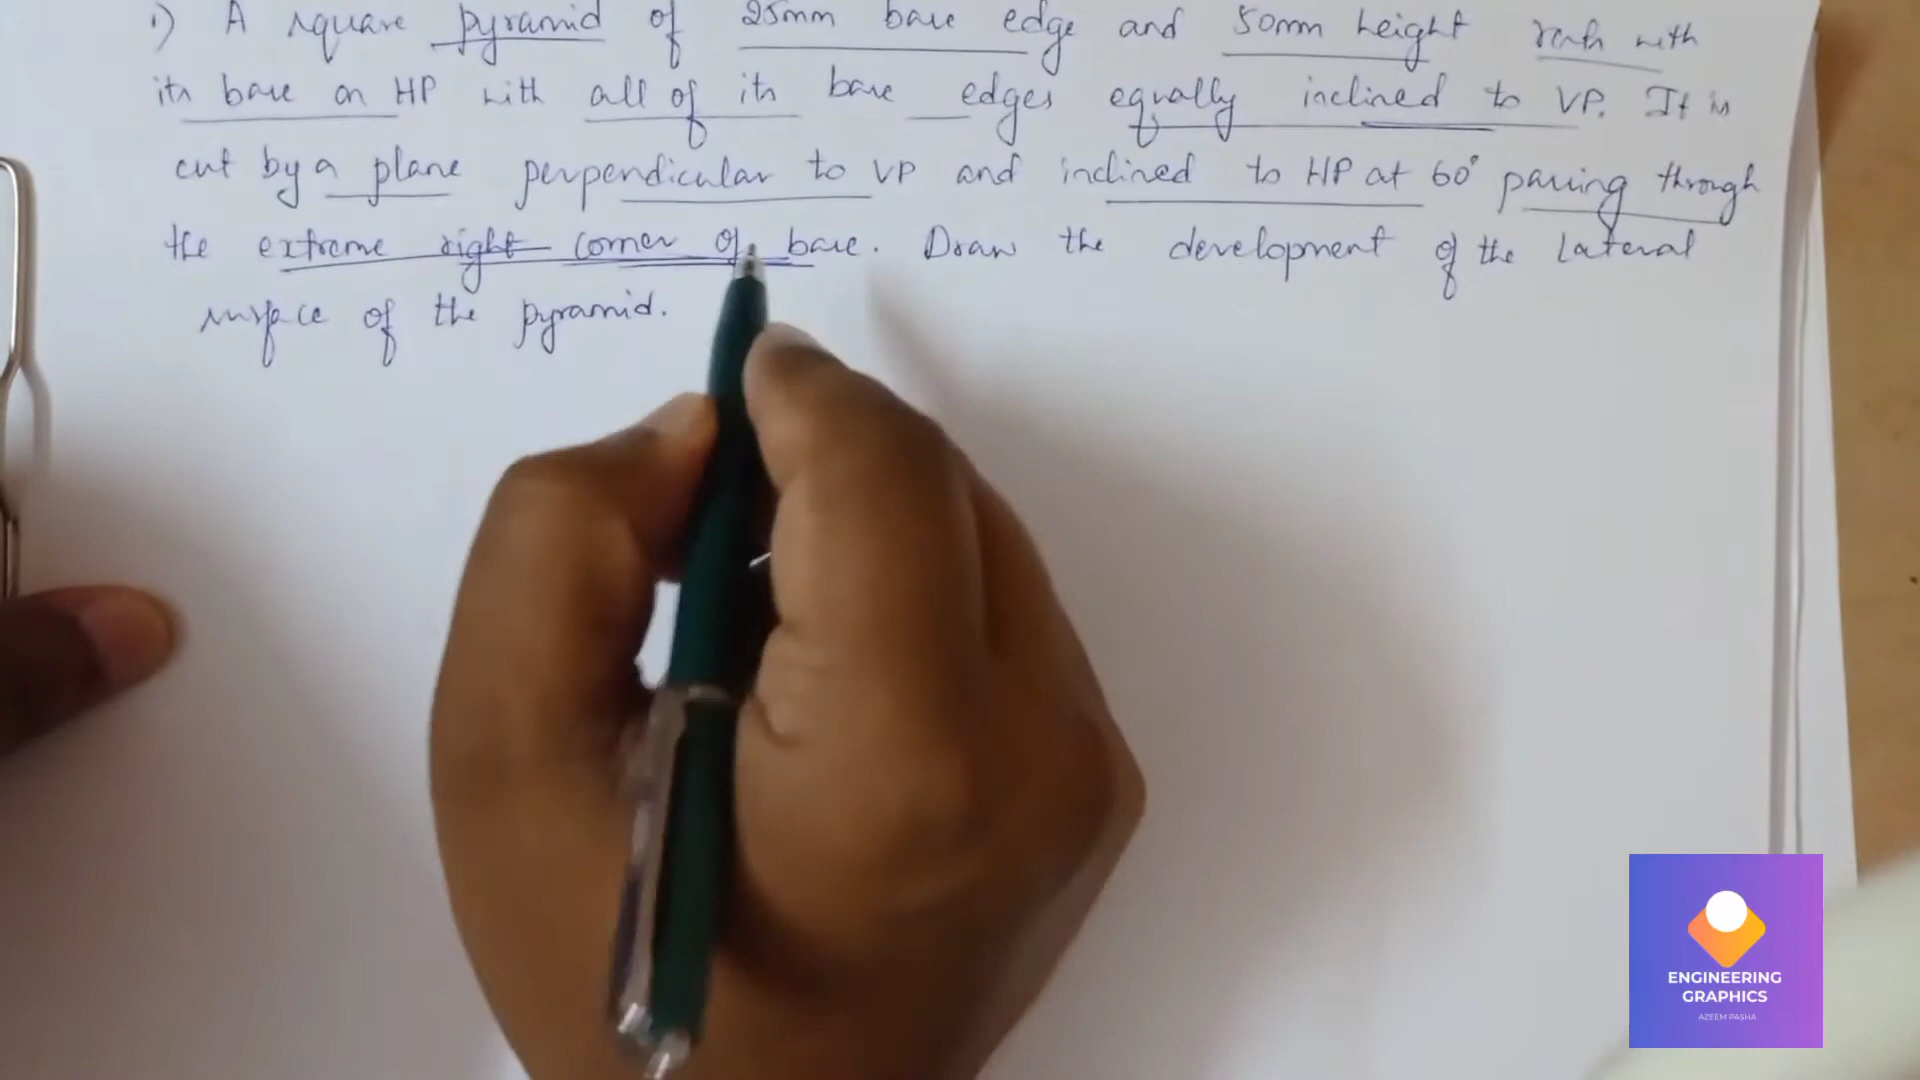 1) A square pyramid of 25mm base edge and 50mm height rests with
its base on HP with all of its base edges equally inclined to VP. It is
cut by a plane perpendicular to VP and inclined to HP at 60° passing through
the extreme right corner of base. Draw the development of the lateral
surface of the pyramid.
ENGINEERING
GRAPHICS
AZEEM PASHA